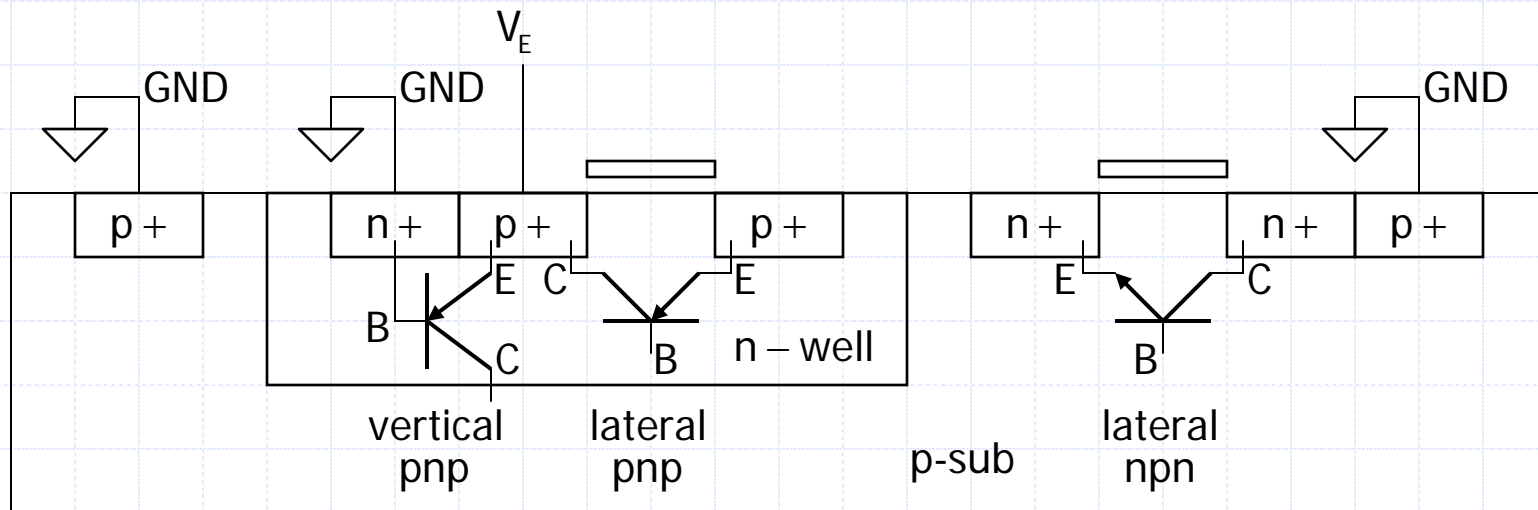 V_E
GND
GND
GND
p +
n +
p +
p +
n +
n +
p +
E
C
E
E
C
B
B
n – well
B
C
vertical
pnp
lateral
pnp
p-sub
lateral
npn